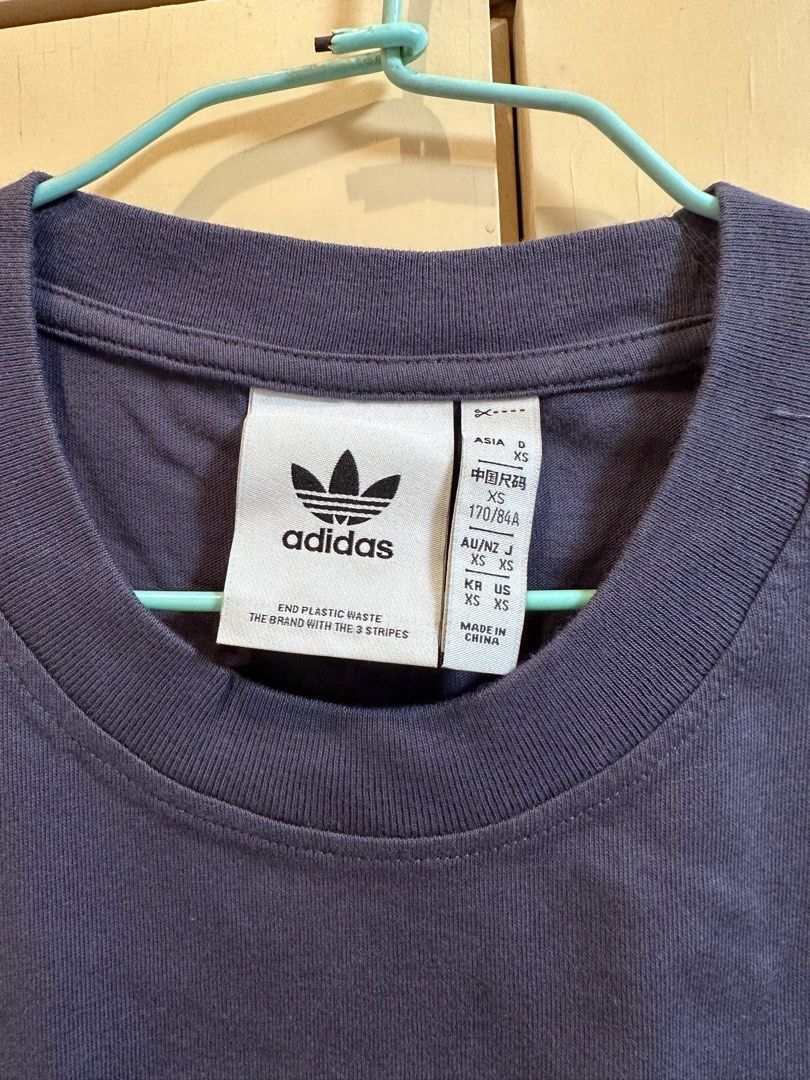 adidas
END PLASTIC WASTE
THE BRAND WITH THE 3 STRIPES
ASIA D
XS
中国尺码
XS
170/84A
AU/NZ J
XS XS
KR US
XS XS
MADE IN
CHINA